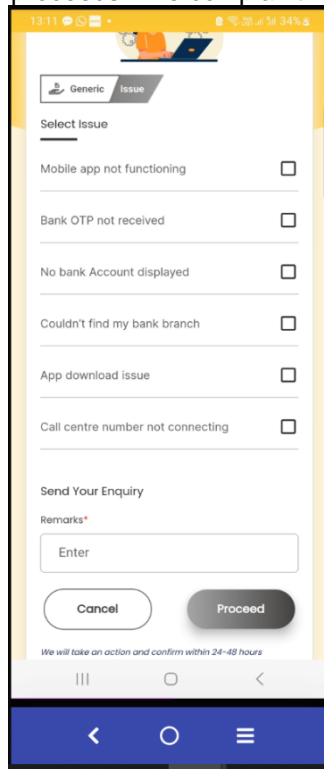 13:11
34%
Generic Issue
Select Issue
Mobile app not functioning
Bank OTP not received
No bank Account displayed
Couldn't find my bank branch
App download issue
Call centre number not connecting
Send Your Enquiry
Remarks*
Enter
Cancel Proceed
We will take an action and confirm within 24-48 hours